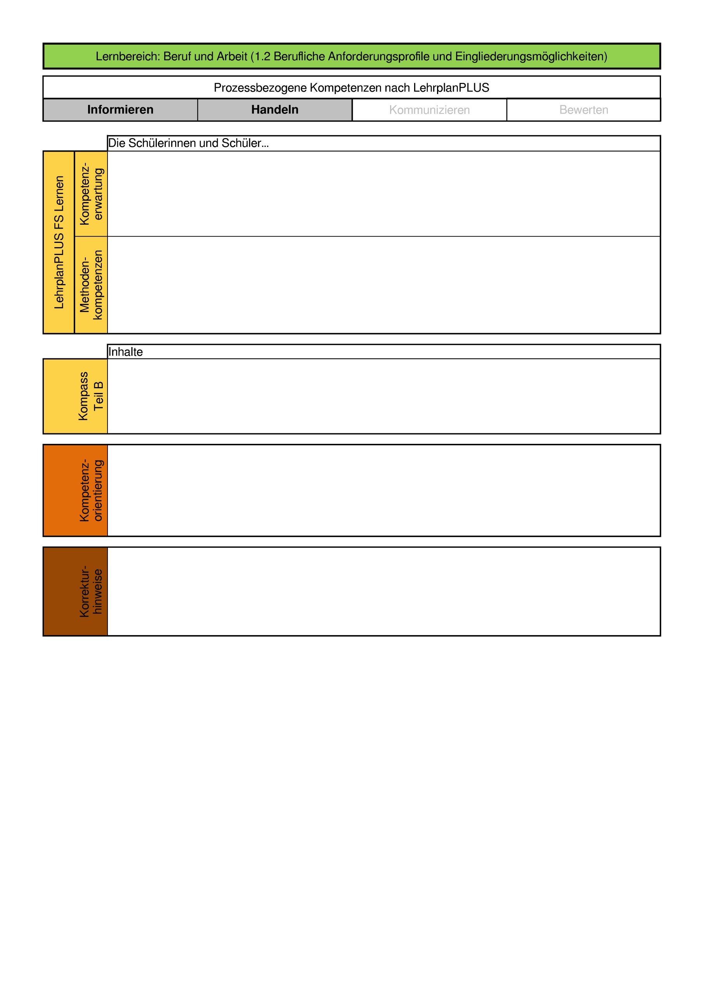 Lernbereich: Beruf und Arbeit (1.2 Berufliche Anforderungsprofile und Eingliederungsmöglichkeiten)
Prozessbezogene Kompetenzen nach LehrplanPLUS
Informieren
Handeln
Kommunizieren
Bewerten
Die Schülerinnen und Schüler...
LehrplanPLUS FS Lernen
Kompetenz-
erwartung
Methoden-
kompetenzen
Inhalte
Kompass
Teil B
Kompetenz-
orientierung
Korrektur-
hinweise